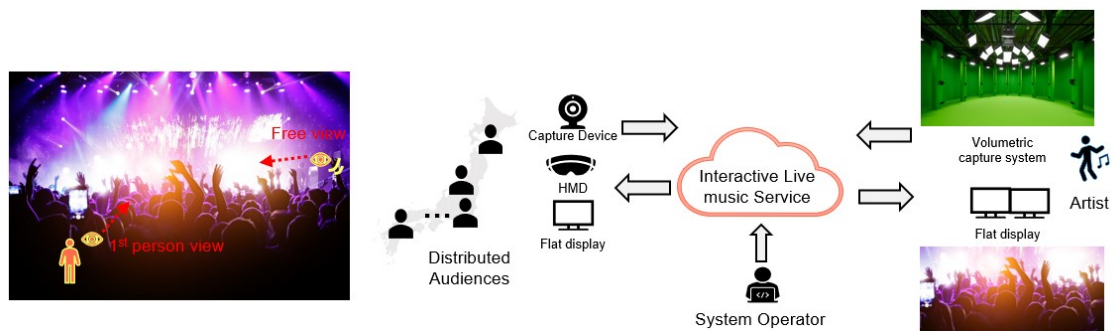 Free view
1st person view
Distributed
Audiences
Capture Device
HMD
Flat display
Interactive Live
music Service
</>
System Operator
Volumetric
capture system
Artist
Flat display